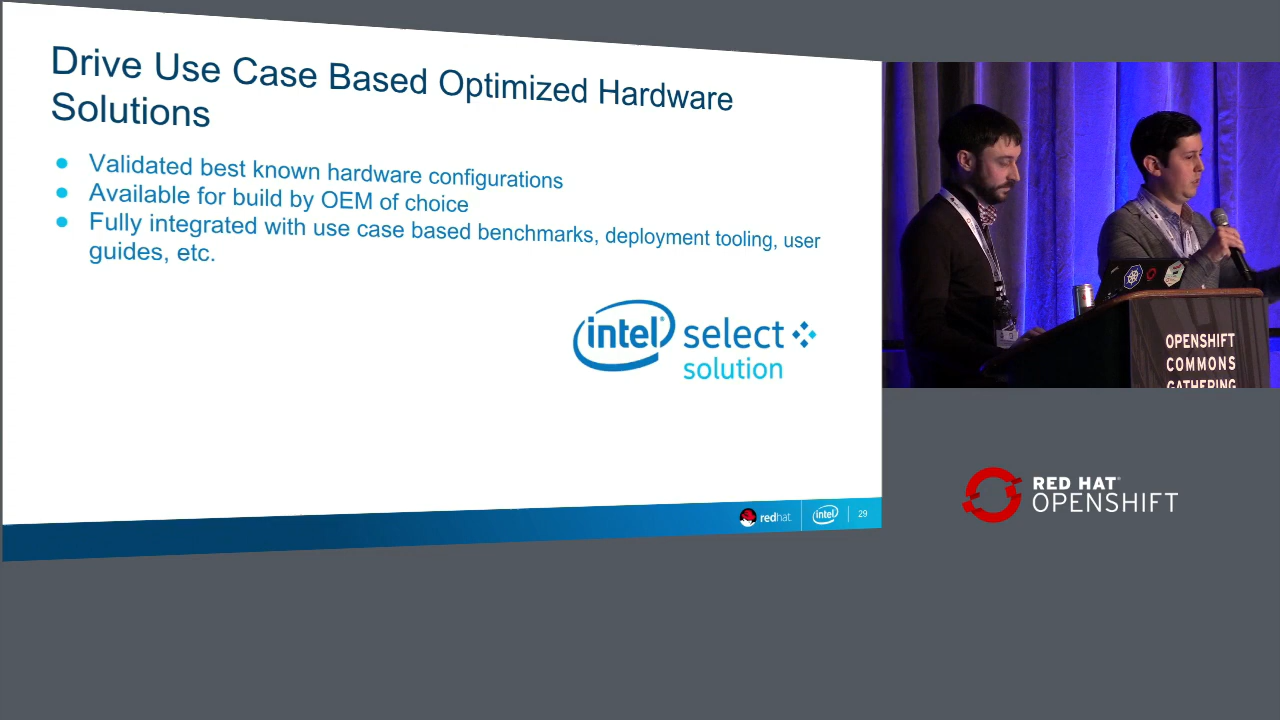 Drive Use Case Based Optimized Hardware
Solutions
● Validated best known hardware configurations
● Available for build by OEM of choice
● Fully integrated with use case based benchmarks, deployment tooling, user
guides, etc.
intel® select
solution
redhat.
intel
29
OPENSHIFT
COMMONS
GATHERING
RED HAT®
OPENSHIFT